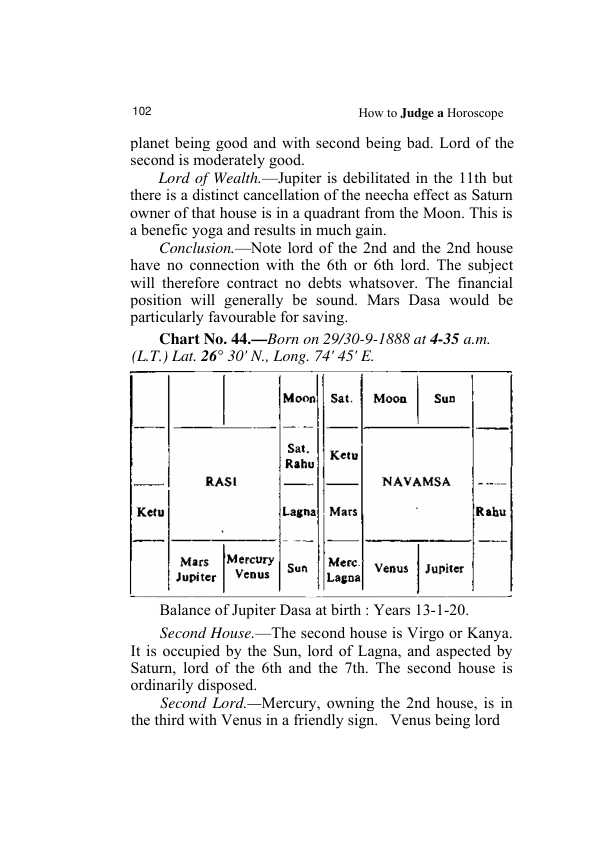 102 How to Judge a Horoscope
planet being good and with second being bad. Lord of the
second is moderately good.
Lord of Wealth.—Jupiter is debilitated in the 11th but
there is a distinct cancellation of the neecha effect as Saturn
owner of that house is in a quadrant from the Moon. This is
a benefic yoga and results in much gain.
Conclusion.—Note lord of the 2nd and the 2nd house
have no connection with the 6th or 6th lord. The subject
will therefore contract no debts whatsover. The financial
position will generally be sound. Mars Dasa would be
particularly favourable for saving.
Chart No. 44.—Born on 29/30-9-1888 at 4-35 a.m.
(L.T.) Lat. 26° 30' N., Long. 74' 45' E.
Moon Sat. Moon Sun
Sat.
Rahu
Ketu
RASI
NAVAMSA
Ketu Lagna Mars Rahu
Mars
Jupiter
Mercury
Venus
Sun
Merc.
Lagna
Venus
Jupiter
Balance of Jupiter Dasa at birth : Years 13-1-20.
Second House.—The second house is Virgo or Kanya.
It is occupied by the Sun, lord of Lagna, and aspected by
Saturn, lord of the 6th and the 7th. The second house is
ordinarily disposed.
Second Lord.—Mercury, owning the 2nd house, is in
the third with Venus in a friendly sign. Venus being lord